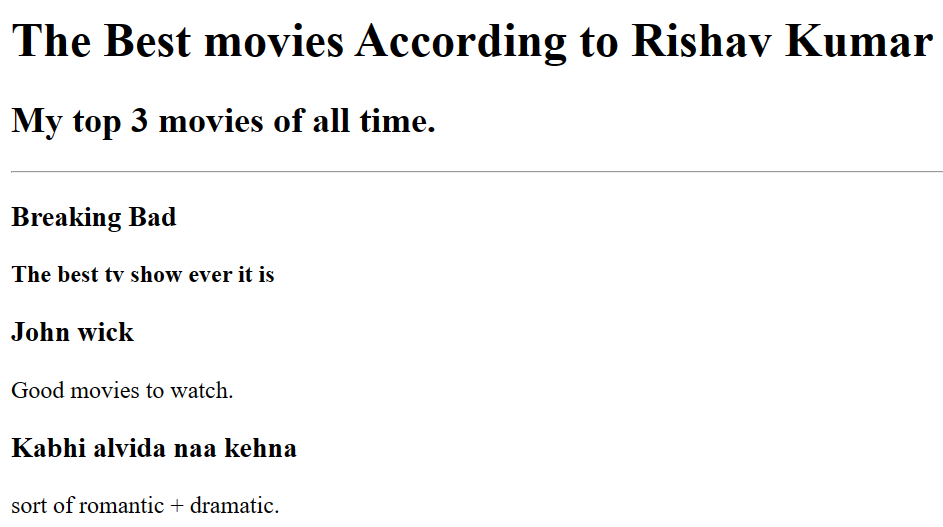 The Best movies According to Rishav Kumar
My top 3 movies of all time.
Breaking Bad
The best tv show ever it is
John wick
Good movies to watch.
Kabhi alvida naa kehna
sort of romantic + dramatic.